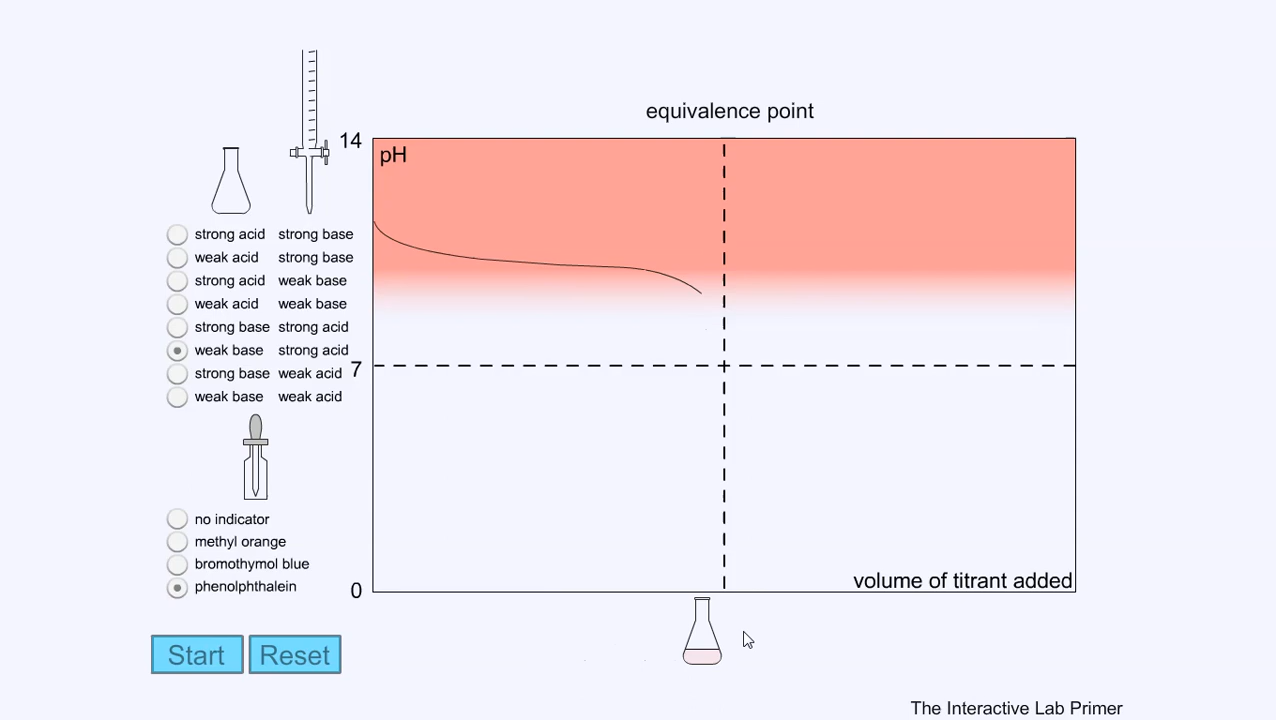 equivalence point
14
pH
strong acid strong base
weak acid strong base
strong acid weak base
weak acid weak base
strong base strong acid
weak base strong acid
7
strong base weak acid
weak base weak acid
no indicator
methyl orange
bromothymol blue
phenolphthalein
0
volume of titrant added
Start Reset
The Interactive Lab Primer